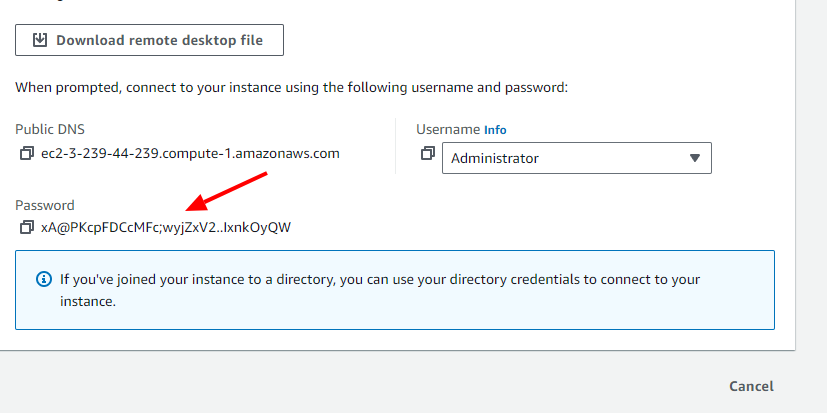 Download remote desktop file
When prompted, connect to your instance using the following username and password:
Public DNS
ec2-3-239-44-239.compute-1.amazonaws.com
Username Info
Administrator
Password
xA@PKcpFDCcMFc;wyjZxV2..IxnkOyQW
If you've joined your instance to a directory, you can use your directory credentials to connect to your
instance.
Cancel